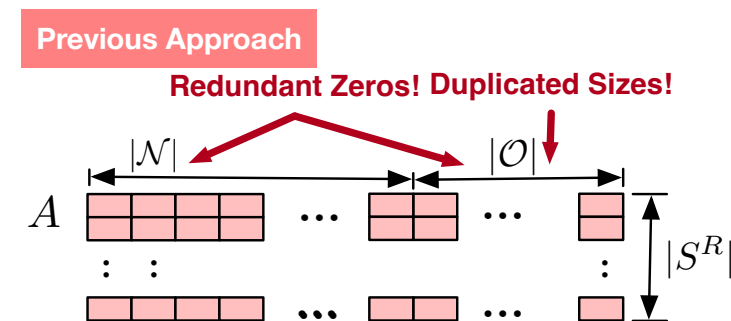 Previous Approach
Redundant Zeros! Duplicated Sizes!
|𝒩| |𝒪|
A ... ...
: : : |S^R|
... ...